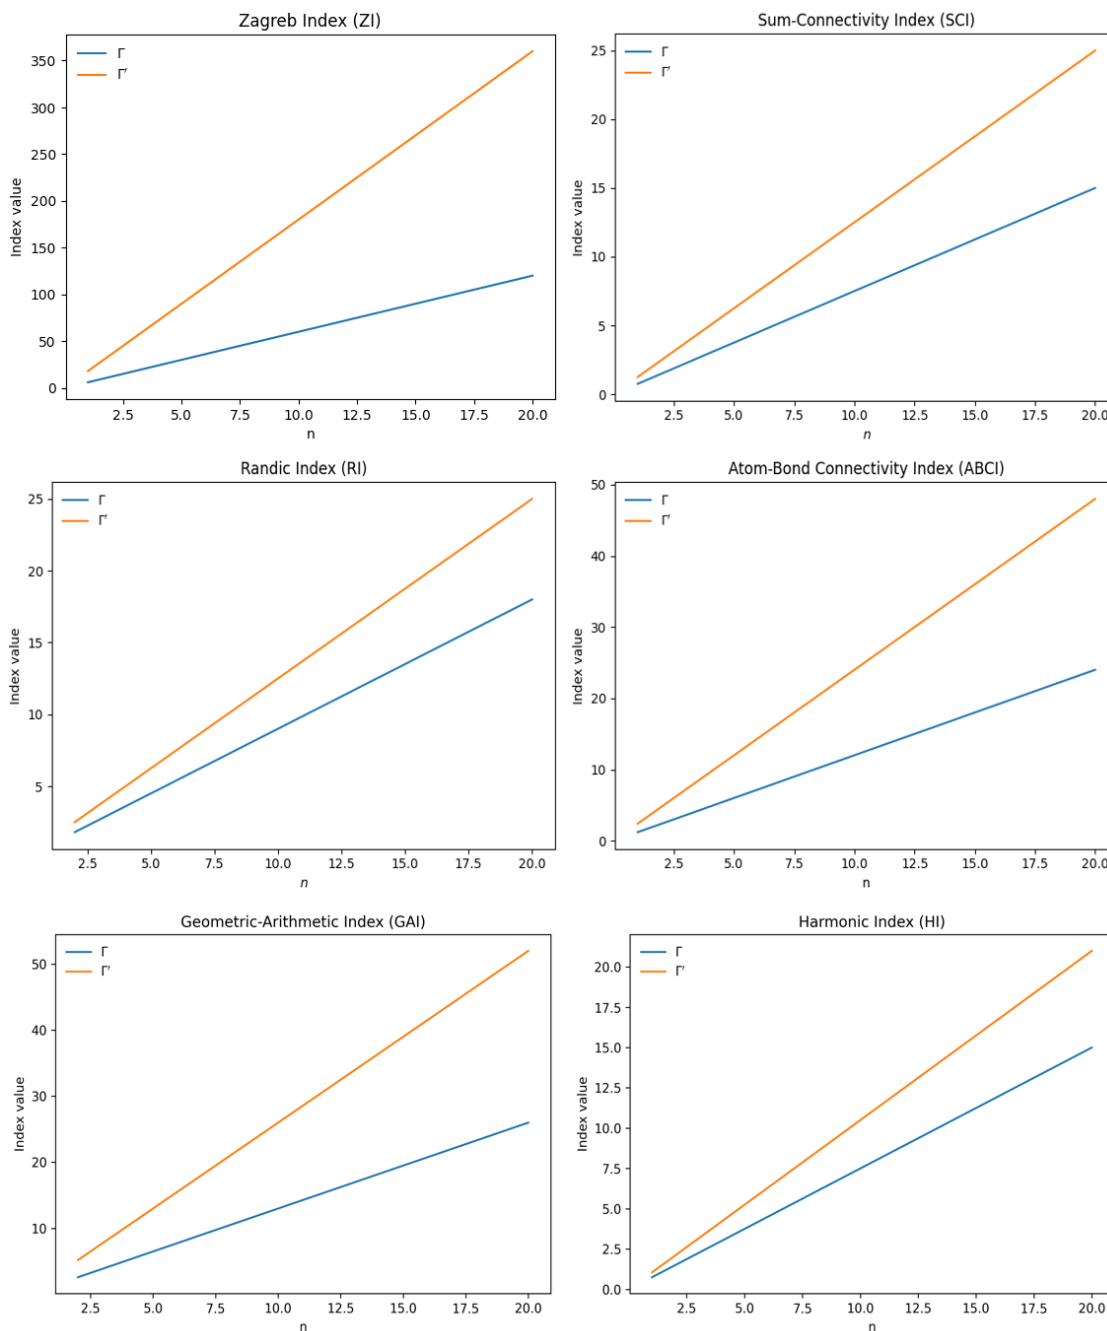 Zagreb Index (ZI)
Γ
Γ′
350
300
250
200
150
100
50
0
Index value
2.5 5.0 7.5 10.0 12.5 15.0 17.5 20.0
n
Sum-Connectivity Index (SCI)
Γ
Γ′
25
20
15
10
5
0
Index value
2.5 5.0 7.5 10.0 12.5 15.0 17.5 20.0
n
Randic Index (RI)
Γ
Γ′
25
20
15
10
5
Index value
2.5 5.0 7.5 10.0 12.5 15.0 17.5 20.0
n
Atom-Bond Connectivity Index (ABCI)
Γ
Γ′
50
40
30
20
10
0
Index value
2.5 5.0 7.5 10.0 12.5 15.0 17.5 20.0
n
Geometric-Arithmetic Index (GAI)
Γ
Γ′
50
40
30
20
10
Index value
2.5 5.0 7.5 10.0 12.5 15.0 17.5 20.0
n
Harmonic Index (HI)
Γ
Γ′
20.0
17.5
15.0
12.5
10.0
7.5
5.0
2.5
0.0
Index value
2.5 5.0 7.5 10.0 12.5 15.0 17.5 20.0
n